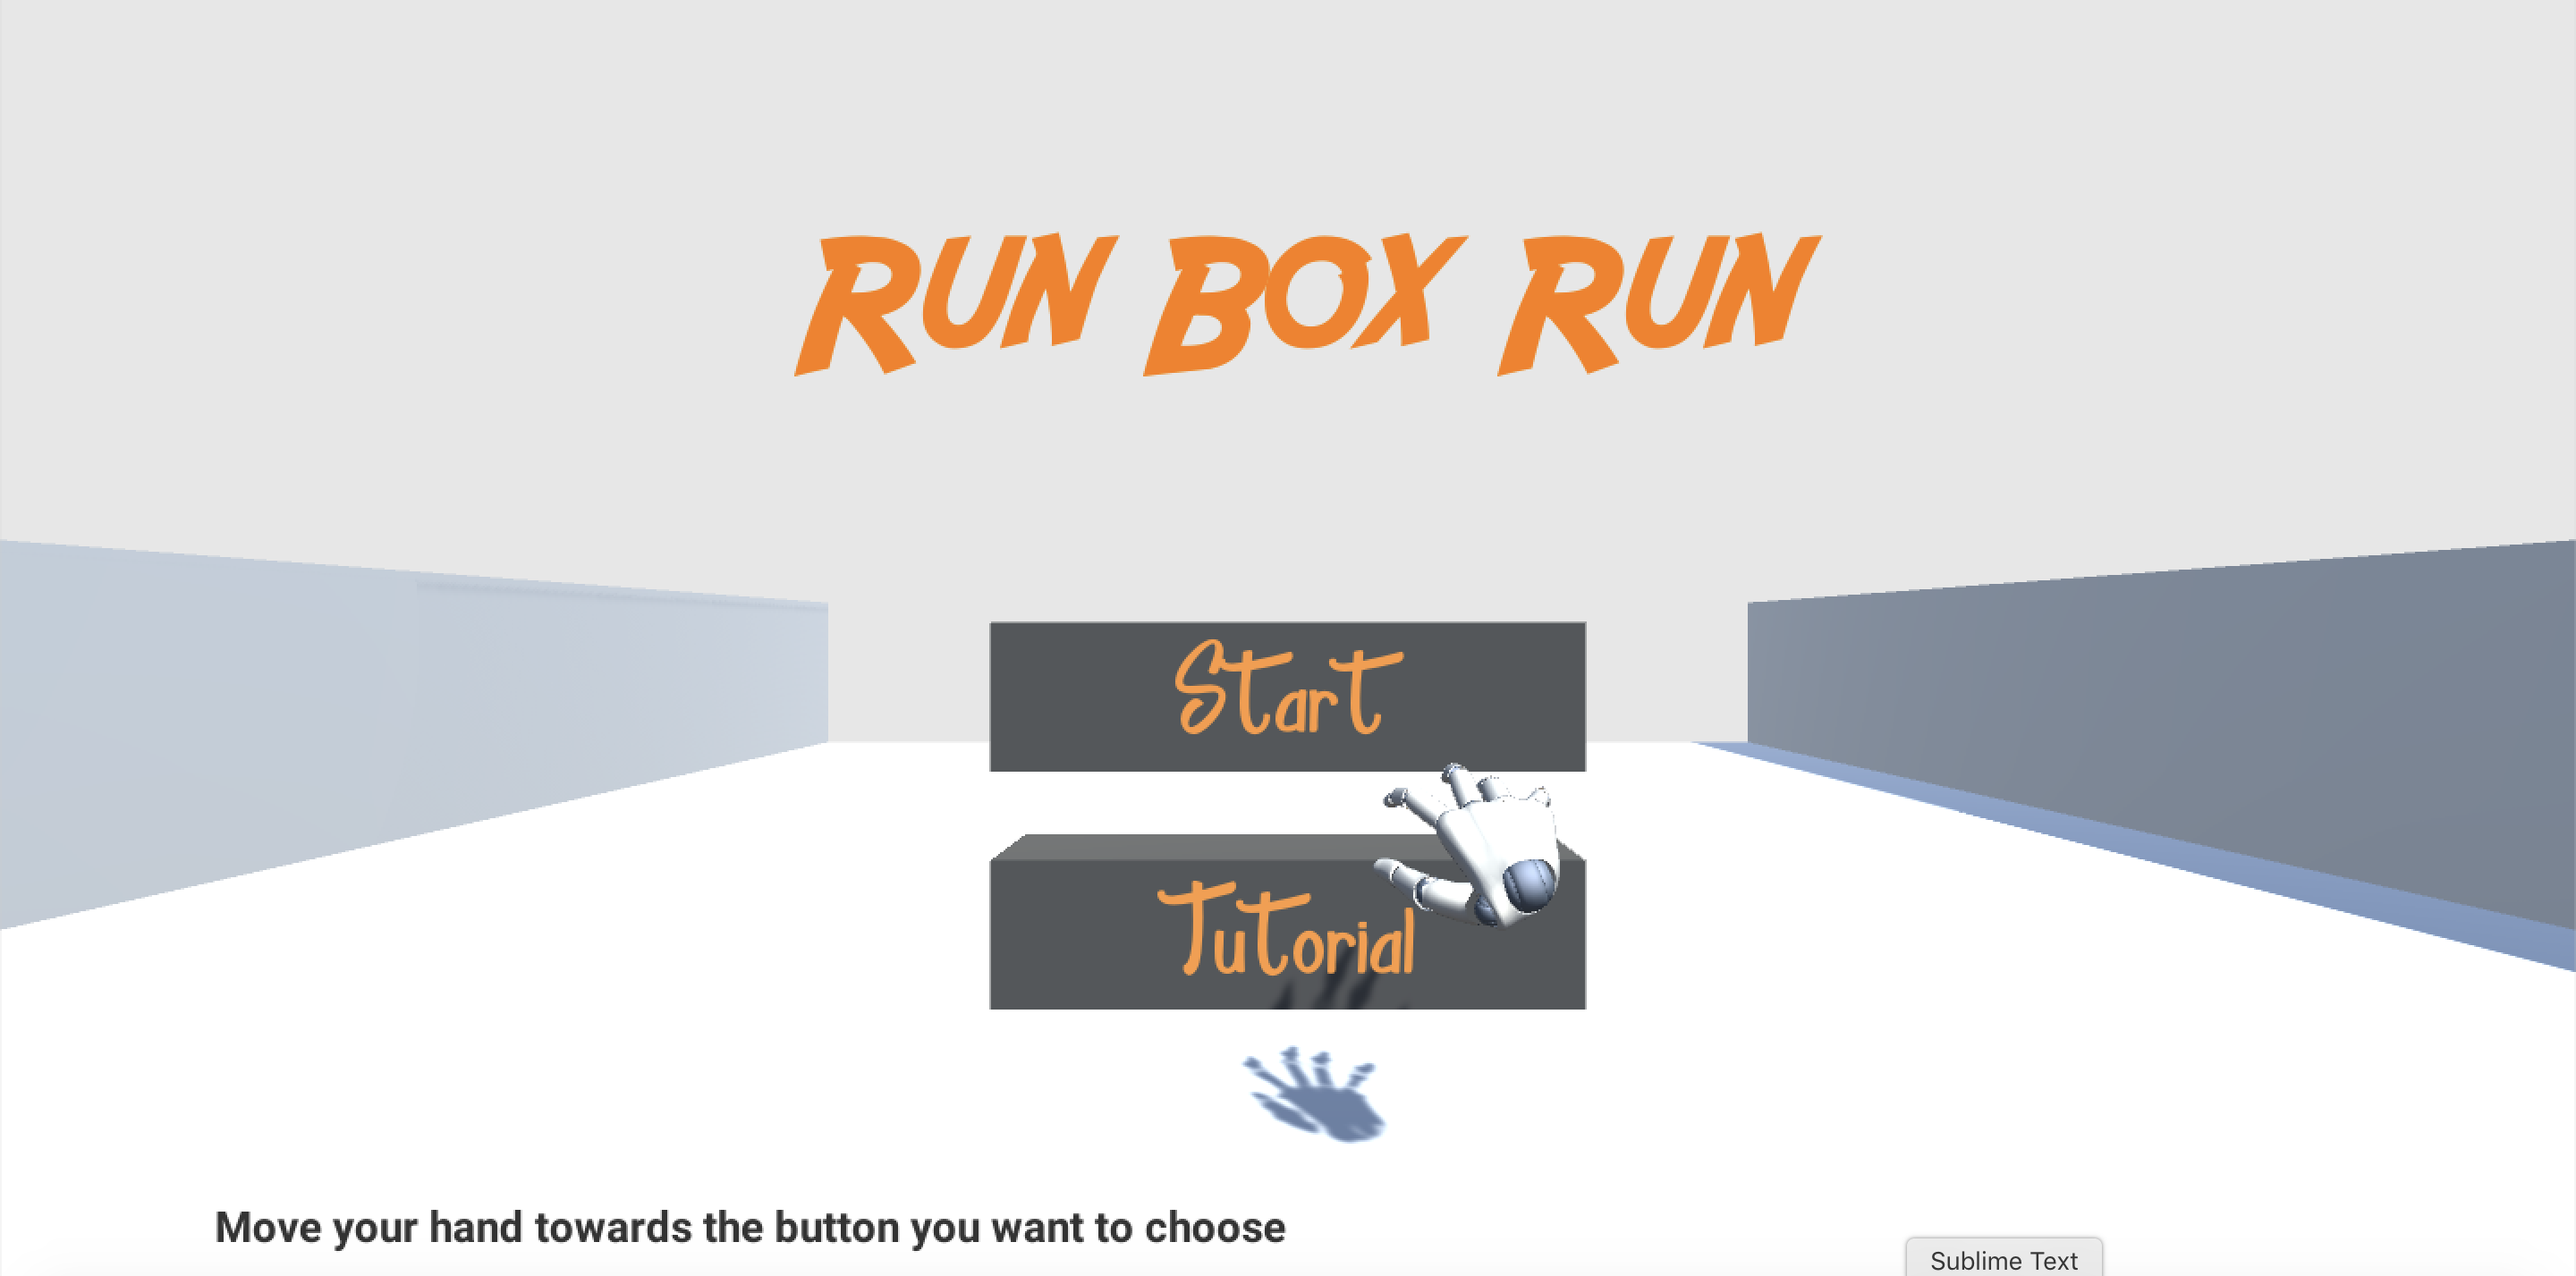 Run Box Run
Start
Tutorial
Move your hand towards the button you want to choose
Sublime Text